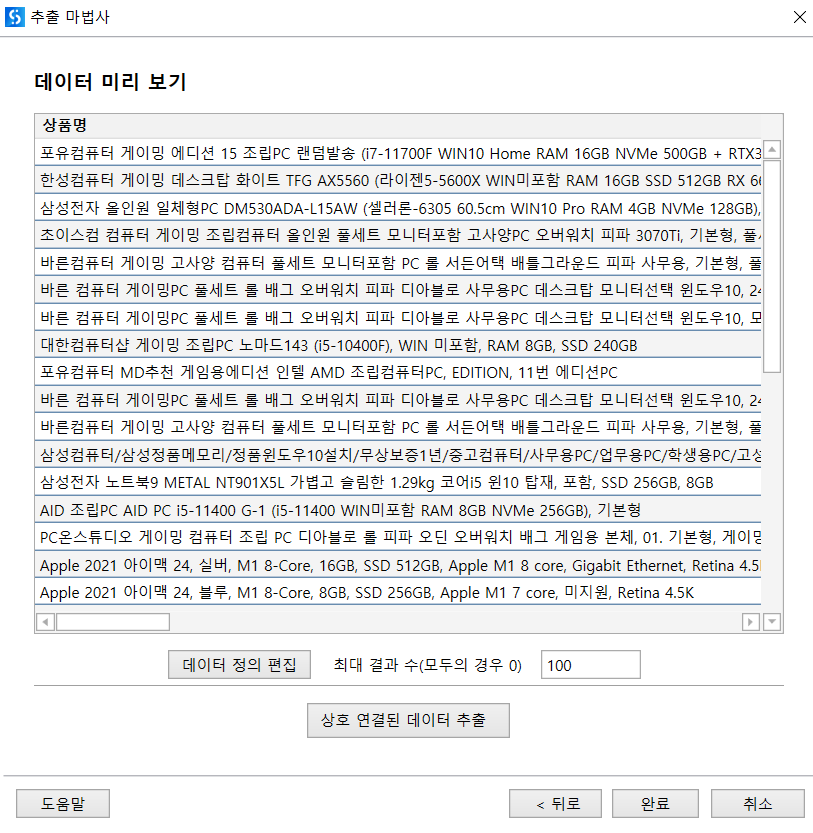 추출 마법사
데이터 미리 보기
상품명
포유컴퓨터 게이밍 에디션 15 조립PC 랜덤발송 (i7-11700F WIN10 Home RAM 16GB NVMe 500GB + RTX3
한성컴퓨터 게이밍 데스크탑 화이트 TFG AX5560 (라이젠5-5600X WIN미포함 RAM 16GB SSD 512GB RX 66
삼성전자 올인원 일체형PC DM530ADA-L15AW (셀러론-6305 60.5cm WIN10 Pro RAM 4GB NVMe 128GB),
초이스컴 컴퓨터 게이밍 조립컴퓨터 올인원 풀세트 모니터포함 고사양PC 오버워치 피파 3070Ti, 기본형, 풀
바른컴퓨터 게이밍 고사양 컴퓨터 풀세트 모니터포함 PC 롤 서든어택 배틀그라운드 피파 사무용, 기본형, 풀
바른 컴퓨터 게이밍PC 풀세트 롤 배그 오버워치 피파 디아블로 사무용PC 데스크탑 모니터선택 윈도우10, 24
바른 컴퓨터 게이밍PC 풀세트 롤 배그 오버워치 피파 디아블로 사무용PC 데스크탑 모니터선택 윈도우10, 모
대한컴퓨터샵 게이밍 조립PC 노마드143 (i5-10400F), WIN 미포함, RAM 8GB, SSD 240GB
포유컴퓨터 MD추천 게임용에디션 인텔 AMD 조립컴퓨터PC, EDITION, 11번 에디션PC
바른 컴퓨터 게이밍PC 풀세트 롤 배그 오버워치 피파 디아블로 사무용PC 데스크탑 모니터선택 윈도우10, 24
바른컴퓨터 게이밍 고사양 컴퓨터 풀세트 모니터포함 PC 롤 서든어택 배틀그라운드 피파 사무용, 기본형, 풀
삼성컴퓨터/삼성정품메모리/정품윈도우10설치/무상보증1년/중고컴퓨터/사무용PC/업무용PC/학생용PC/고성
삼성전자 노트북9 METAL NT901X5L 가볍고 슬림한 1.29kg 코어i5 윈10 탑재, 포함, SSD 256GB, 8GB
AID 조립PC AID PC i5-11400 G-1 (i5-11400 WIN미포함 RAM 8GB NVMe 256GB), 기본형
PC온스튜디오 게이밍 컴퓨터 조립 PC 디아블로 롤 피파 오딘 오버워치 배그 게임용 본체, 01. 기본형, 게이밍
Apple 2021 아이맥 24, 실버, M1 8-Core, 16GB, SSD 512GB, Apple M1 8 core, Gigabit Ethernet, Retina 4.5
Apple 2021 아이맥 24, 블루, M1 8-Core, 8GB, SSD 256GB, Apple M1 7 core, 미지원, Retina 4.5K
데이터 정의 편집 최대 결과 수(모두의 경우 0) 100
상호 연결된 데이터 추출
도움말 < 뒤로 완료 취소